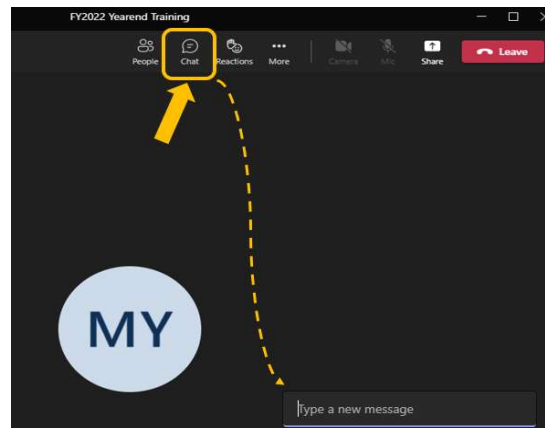 FY2022 Yearend Training
People Chat Reactions More Camera Mic Share Leave
MY
Type a new message